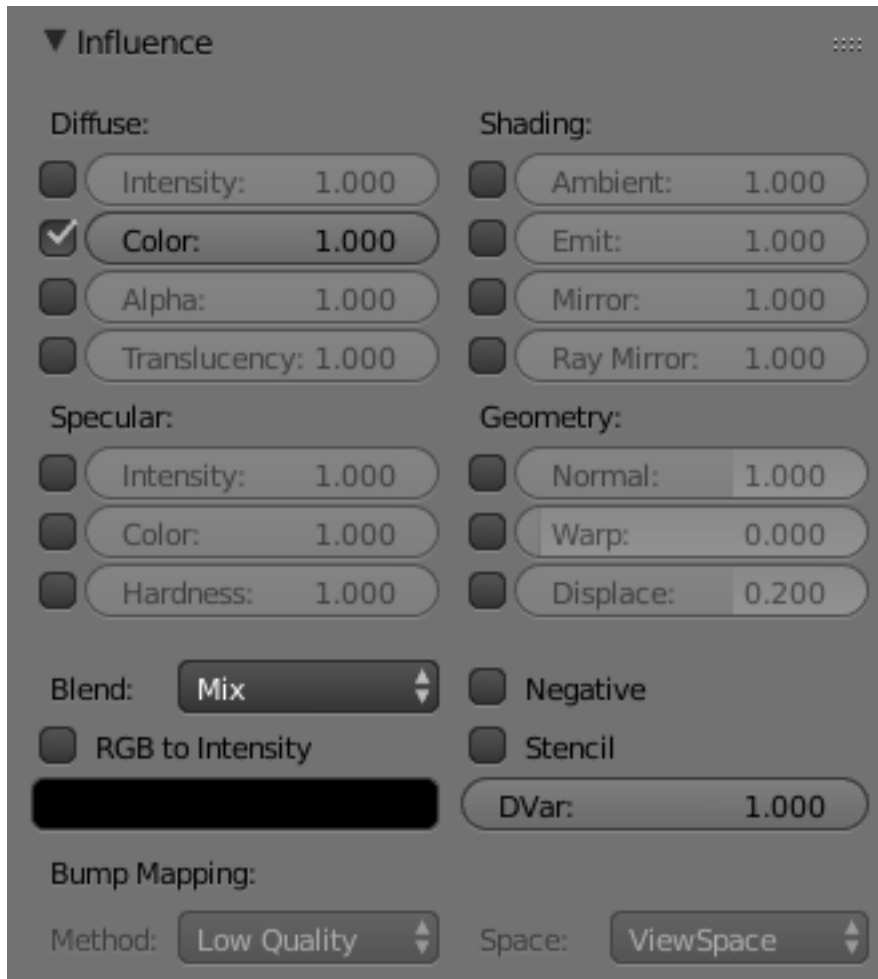 Influence
Diffuse: Shading:
Intensity: 1.000 Ambient: 1.000
Color: 1.000 Emit: 1.000
Alpha: 1.000 Mirror: 1.000
Translucency: 1.000 Ray Mirror: 1.000
Specular: Geometry:
Intensity: 1.000 Normal: 1.000
Color: 1.000 Warp: 0.000
Hardness: 1.000 Displace: 0.200
Blend: Mix Negative
RGB to Intensity Stencil
DVar: 1.000
Bump Mapping:
Method: Low Quality Space: ViewSpace